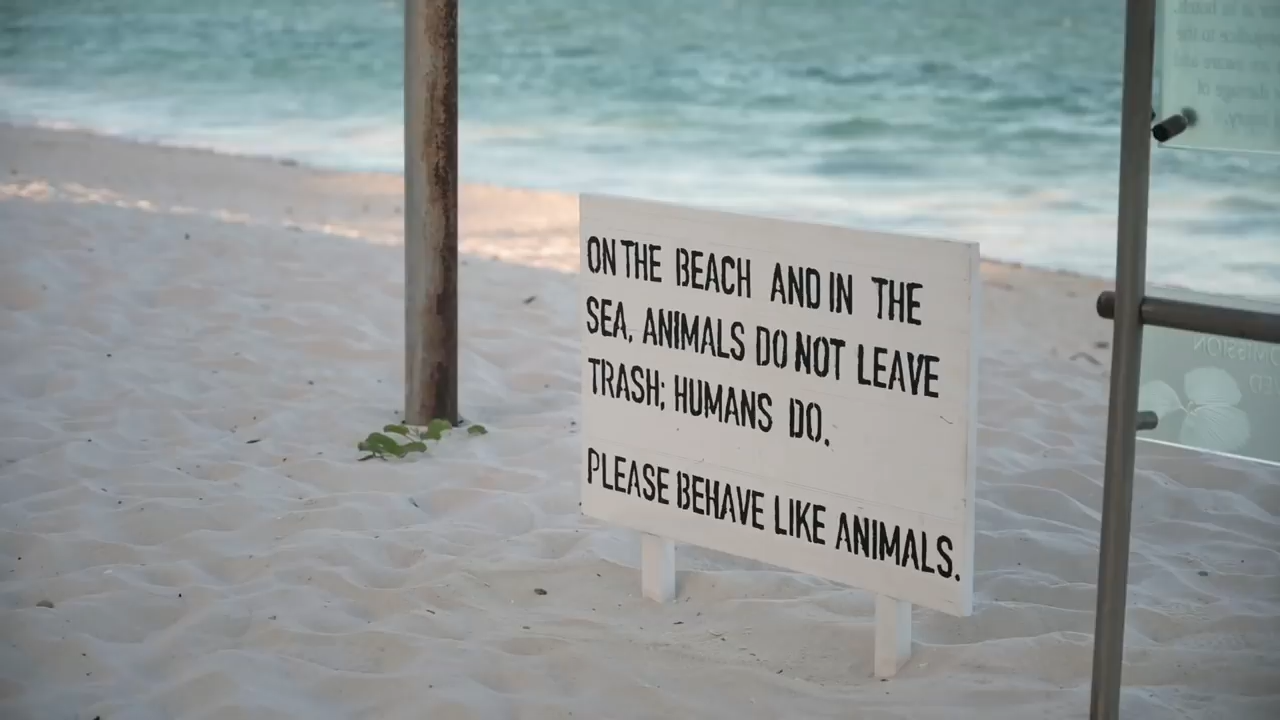 ON THE BEACH AND IN THE
SEA, ANIMALS DO NOT LEAVE
TRASH; HUMANS DO.
PLEASE BEHAVE LIKE ANIMALS.